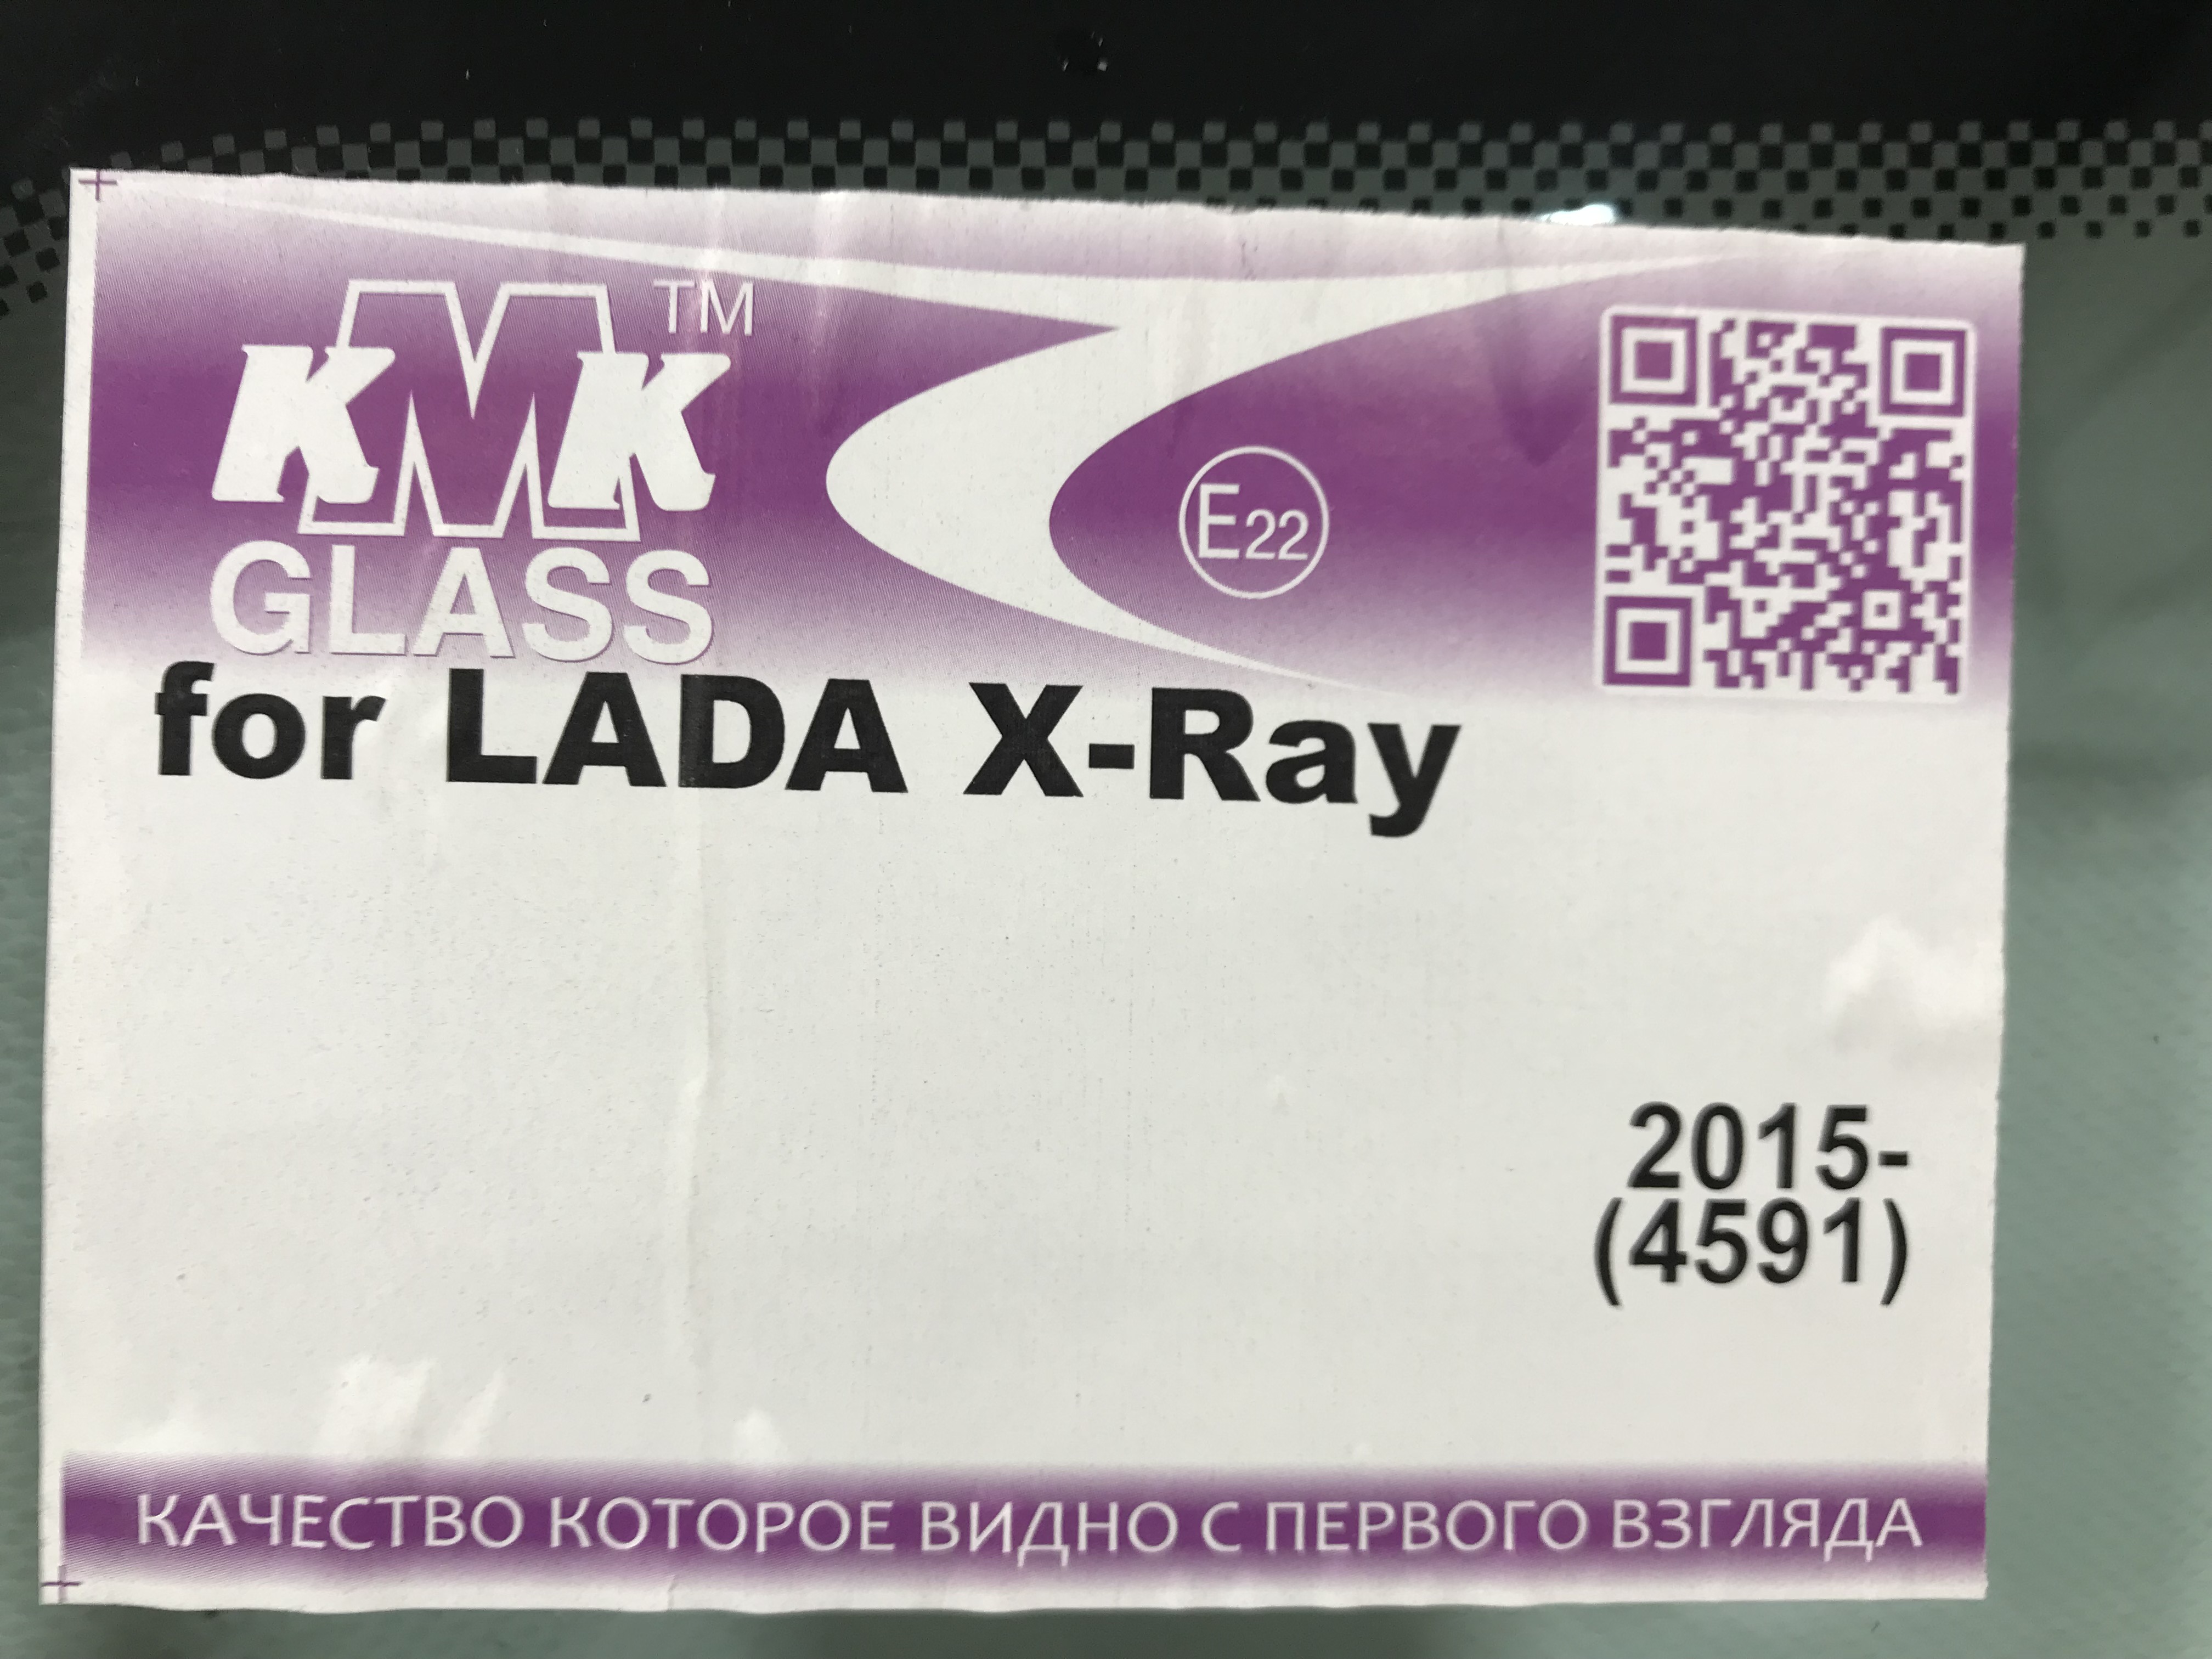 KMK™
GLASS
E22
for LADA X-Ray
2015-
(4591)
КАЧЕСТВО КОТОРОЕ ВИДНО С ПЕРВОГО ВЗГЛЯДА